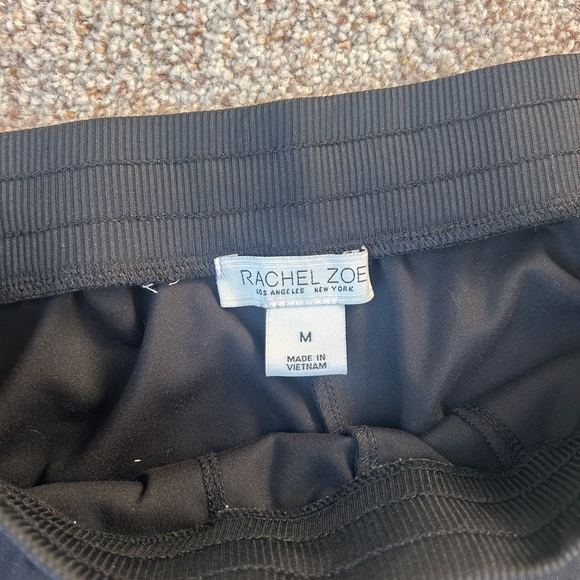 RACHEL ZOE
LOS ANGELES NEW YORK
M
MADE IN
VIETNAM